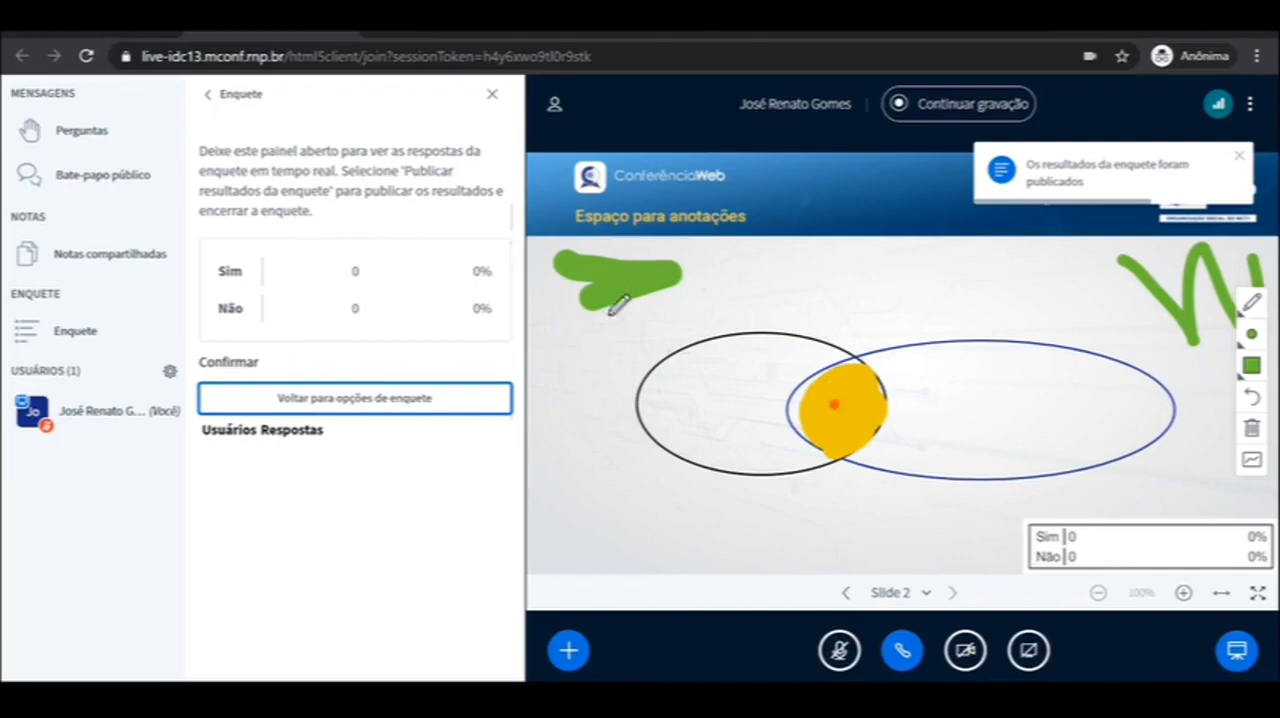 live-idc13.mconf.rnp.br/html5client/join?sessionToken=h4y6xwo9tl0r9stk
Anônima
MENSAGENS
Perguntas
Bate-papo público
NOTAS
Notas compartilhadas
ENQUETE
Enquete
USUÁRIOS (1)
Jo
José Renato G... (Você)
Enquete
Deixe este painel aberto para ver as respostas da
enquete em tempo real. Selecione 'Publicar
resultados da enquete' para publicar os resultados e
encerrar a enquete.
Sim 0 0%
Não 0 0%
Confirmar
Voltar para opções de enquete
Usuários Respostas
José Renato Gomes
Continuar gravação
ConferênciaWeb
Espaço para anotações
Os resultados da enquete foram
publicados
Sim 0 0%
Não 0 0%
Slide 2
100%